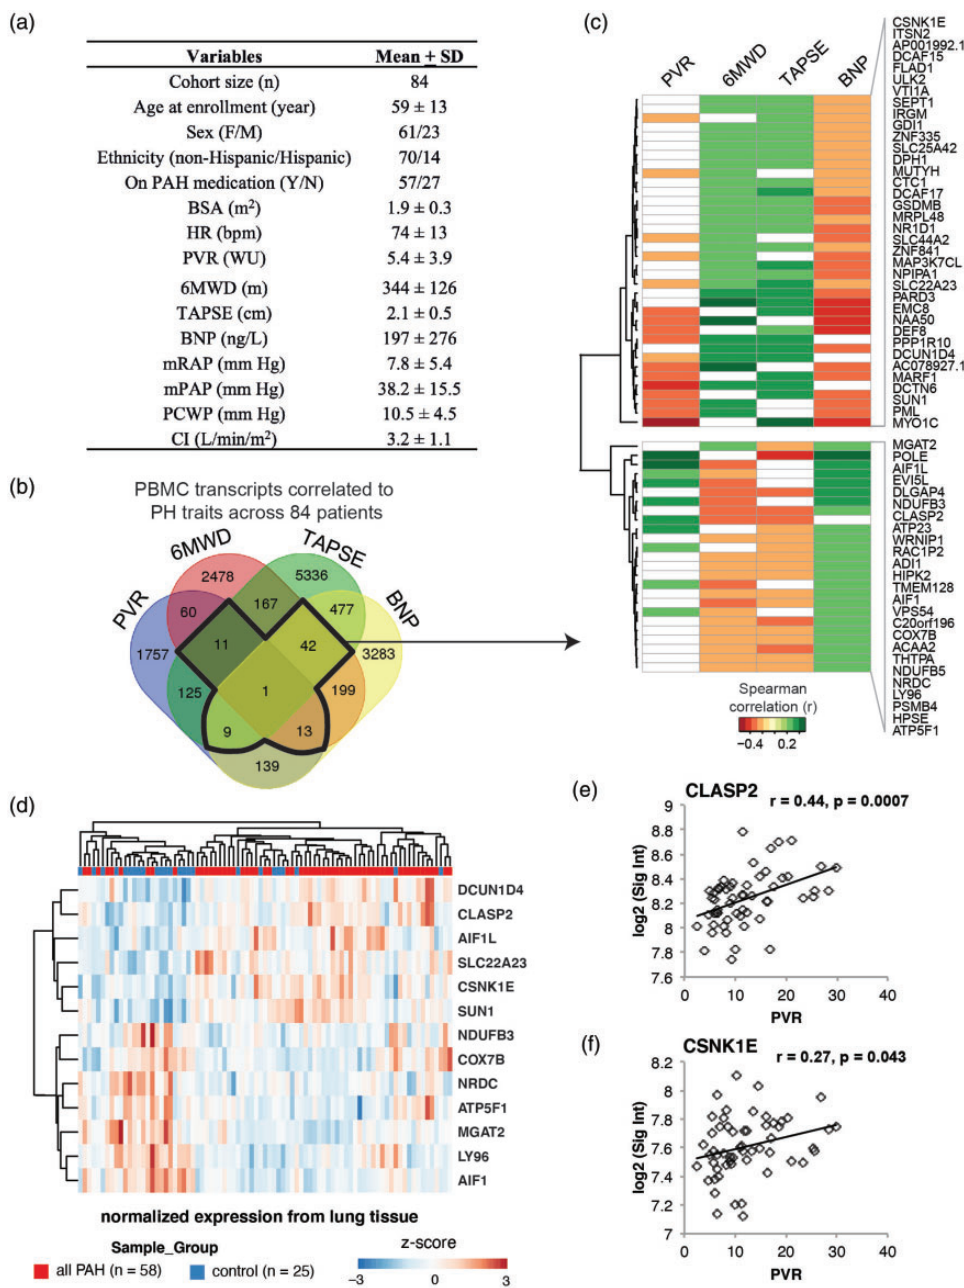 (a)
Variables Mean ± SD
Cohort size (n) 84
Age at enrollment (year) 59 ± 13
Sex (F/M) 61/23
Ethnicity (non-Hispanic/Hispanic) 70/14
On PAH medication (Y/N) 57/27
BSA (m²) 1.9 ± 0.3
HR (bpm) 74 ± 13
PVR (WU) 5.4 ± 3.9
6MWD (m) 344 ± 126
TAPSE (cm) 2.1 ± 0.5
BNP (ng/L) 197 ± 276
mRAP (mm Hg) 7.8 ± 5.4
mPAP (mm Hg) 38.2 ± 15.5
PCWP (mm Hg) 10.5 ± 4.5
CI (L/min/m²) 3.2 ± 1.1
(b)
PBMC transcripts correlated to
PH traits across 84 patients
PVR
6MWD
TAPSE
BNP
2478
5336
60
167
477
1757
11
42
3283
125
1
199
9
13
139
(c)
PVR
6MWD
TAPSE
BNP
CSNK1E
ITSN2
AP001992.1
DCAF15
FLAD1
ULK2
VTI1A
SEPT1
IRGM
GDI1
ZNF335
SLC25A42
DPH1
MUTYH
CTC1
DCAF17
GSDMB
MRPL48
NR1D1
SLC44A2
ZNF841
MAP3K7CL
NPIPA1
SLC22A23
PARD3
EMC8
NAA50
DEF8
PPP1R10
DCUN1D4
AC078927.1
MARF1
DCTN6
SUN1
PML
MYO1C
MGAT2
POLE
AIF1L
EVI5L
DLGAP4
NDUFB3
CLASP2
ATP23
WRNIP1
RAC1P2
ADI1
HIPK2
TMEM128
AIF1
VPS54
C20orf196
COX7B
ACAA2
THTPA
NDUFB5
NRDC
LY96
PSMB4
HPSE
ATP5F1
Spearman
correlation (r)
−0.4 0.2
(d)
DCUN1D4
CLASP2
AIF1L
SLC22A23
CSNK1E
SUN1
NDUFB3
COX7B
NRDC
ATP5F1
MGAT2
LY96
AIF1
normalized expression from lung tissue
Sample_Group
all PAH (n = 58) control (n = 25)
z-score
−3 0 3
(e)
CLASP2
r = 0.44, p = 0.0007
log2 (Sig Int)
9
8.8
8.6
8.4
8.2
8
7.8
7.6
0 10 20 30 40
PVR
(f)
CSNK1E
r = 0.27, p = 0.043
log2 (Sig Int)
8.2
8
7.8
7.6
7.4
7.2
7
0 10 20 30 40
PVR